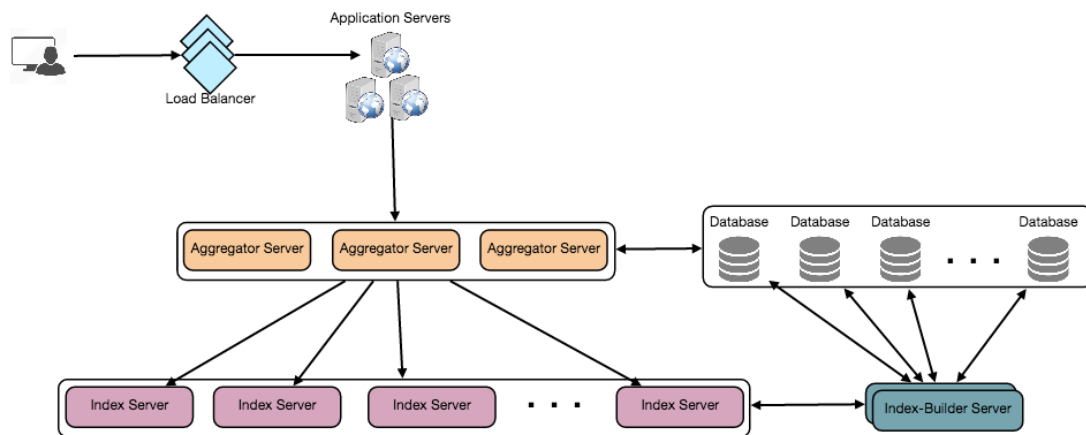 Application Servers
Load Balancer
Database
Database
Database
Database
Aggregator Server
Aggregator Server
Aggregator Server
. . .
Index Server
Index Server
Index Server
. . .
Index Server
Index-Builder Server